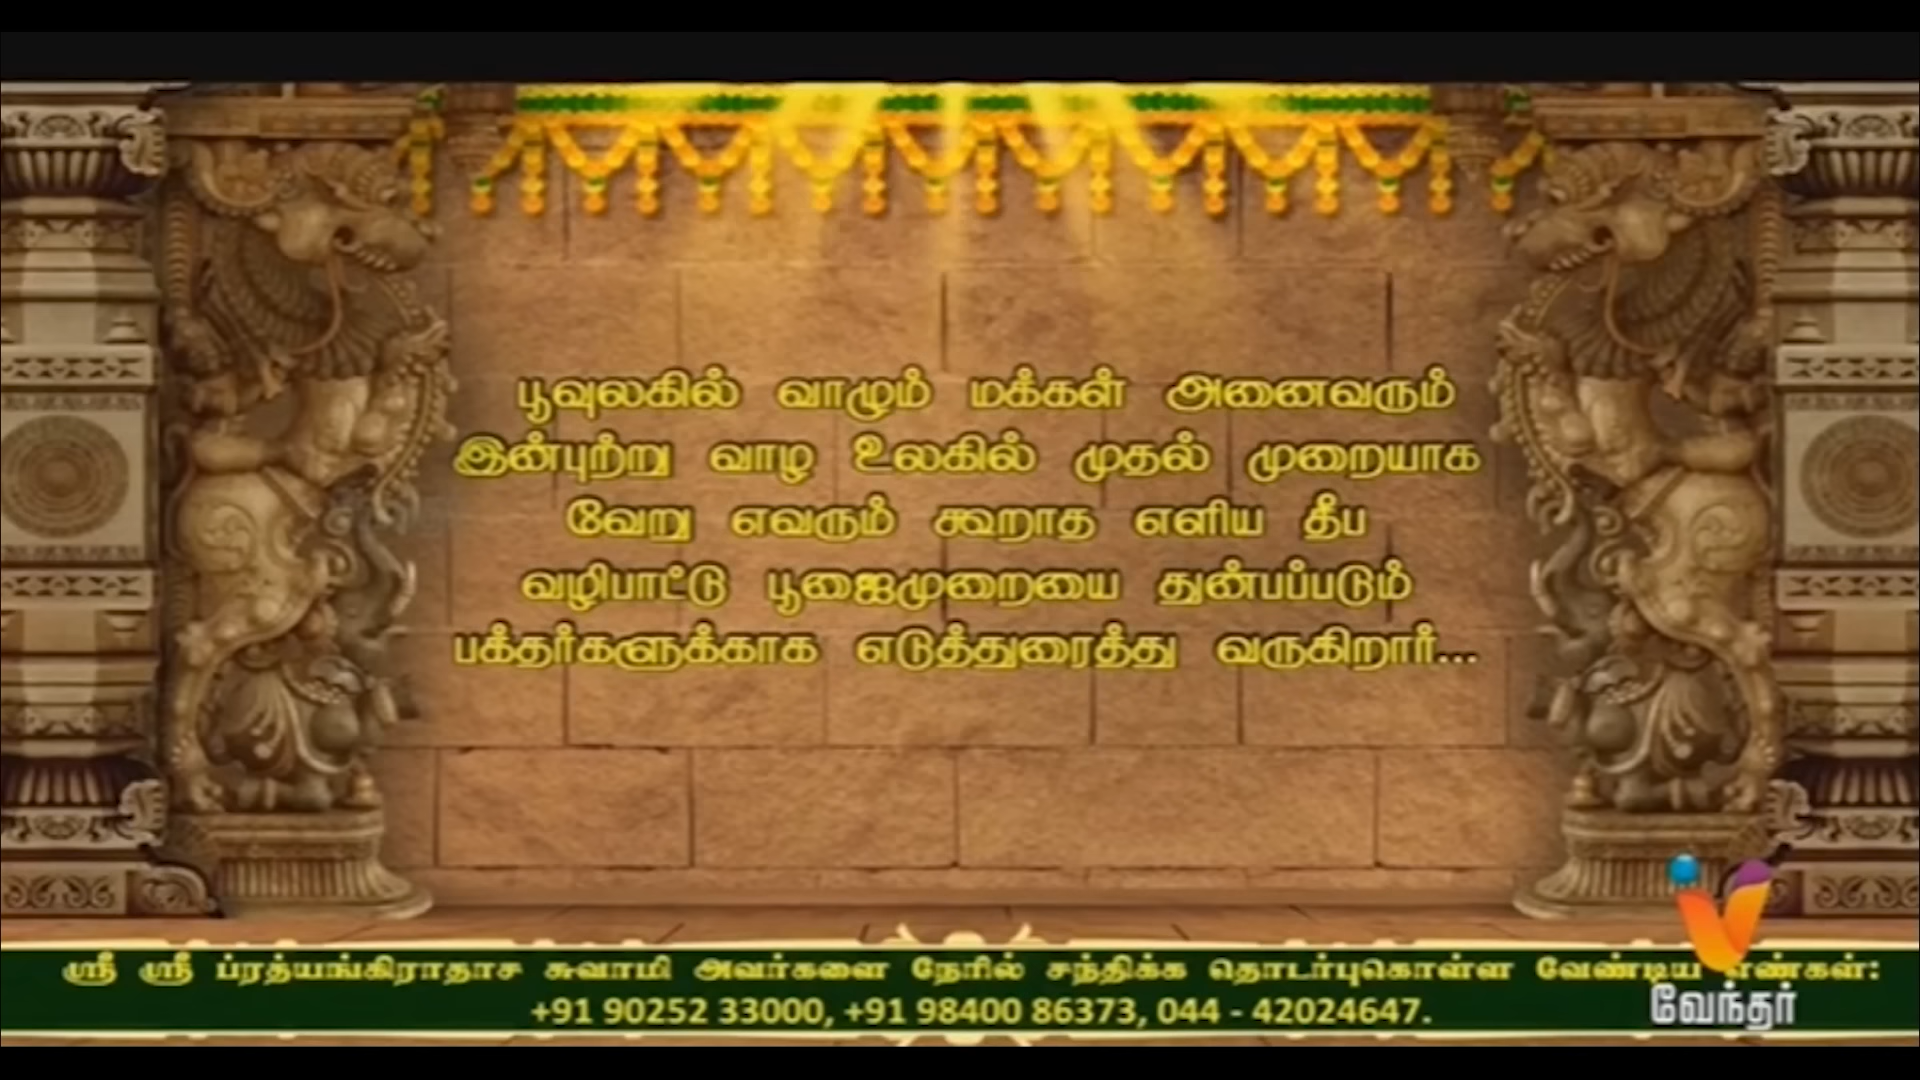 பூவுலகில் வாழும் மக்கள் அனைவரும்
இன்புற்று வாழ உலகில் முதல் முறையாக
வேறு எவரும் கூறாத எளிய தீப
வழிபாட்டு பூஜைமுறையை துன்பப்படும்
பக்தர்களுக்காக எடுத்துரைத்து வருகிறார்...
ஸ்ரீ ஸ்ரீ ப்ரத்யங்கிராதாச சுவாமி அவர்களை நேரில் சந்திக்க தொடர்புகொள்ள வேண்டிய எண்கள்:
+91 90252 33000, +91 98400 86373, 044 - 42024647.
வேந்தர்